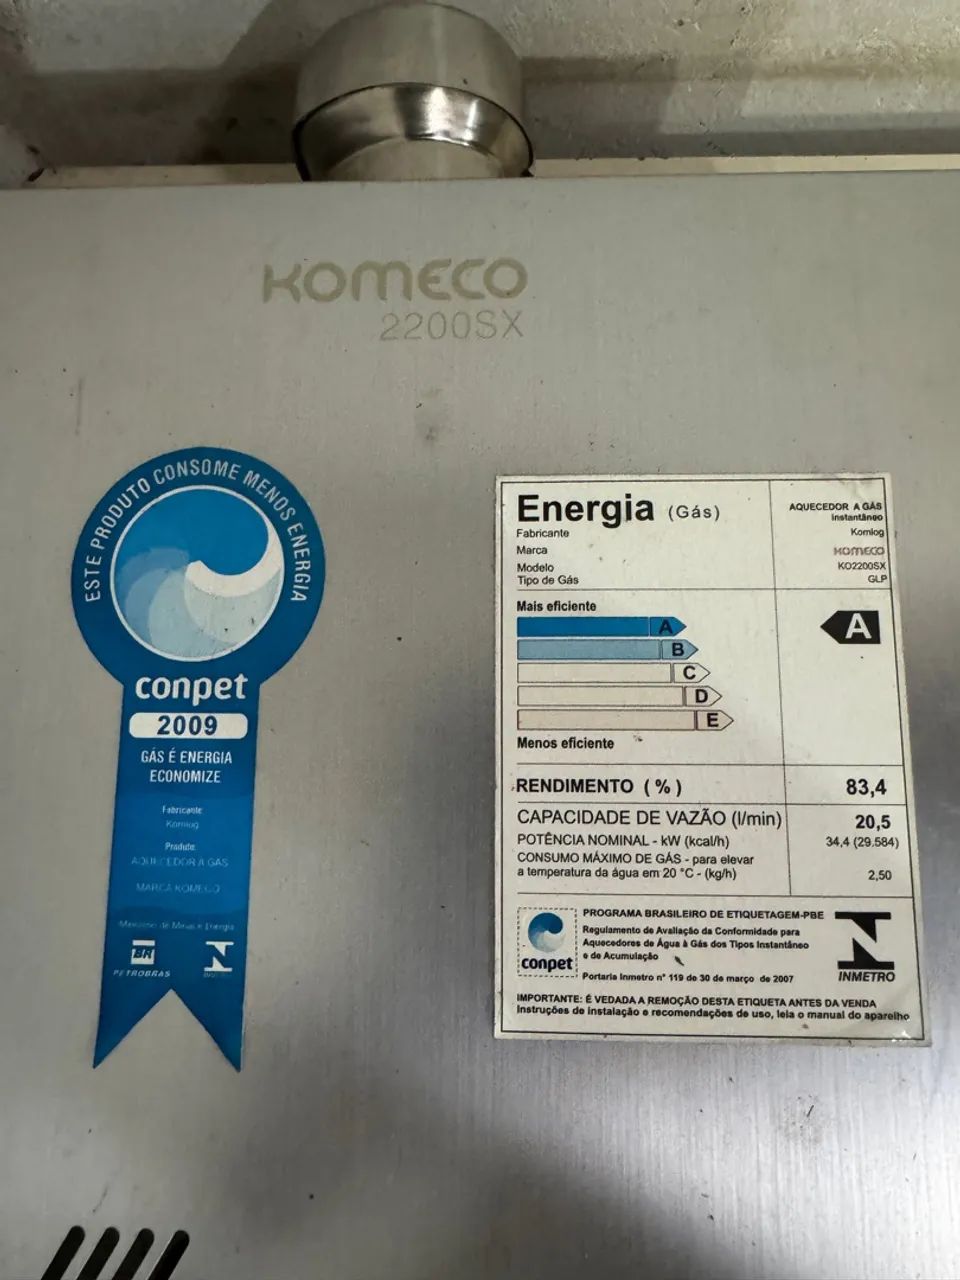 KOMECO
2200SX
ESTE PRODUTO CONSOME MENOS ENERGIA
conpet
2009
GÁS É ENERGIA
ECONOMIZE
Fabricante
Komlog
Produto
AQUECEDOR A GÁS
MARCA KOMECO
Ministério de Minas e Energia
BR
PETROBRAS
INMETRO
Energia (Gás)
AQUECEDOR A GÁS
instantâneo
Fabricante
Komlog
Marca
KOMECO
Modelo
KO2200SX
Tipo de Gás
GLP
Mais eficiente
A
A
B
C
D
E
Menos eficiente
RENDIMENTO (%)
83,4
CAPACIDADE DE VAZÃO (l/min)
20,5
POTÊNCIA NOMINAL - kW (kcal/h)
34,4 (29.584)
CONSUMO MÁXIMO DE GÁS - para elevar
a temperatura da água em 20 °C - (kg/h)
2,50
conpet
PROGRAMA BRASILEIRO DE ETIQUETAGEM-PBE
Regulamento de Avaliação da Conformidade para
Aquecedores de Água à Gás dos Tipos Instantâneo
e de Acumulação
Portaria Inmetro n° 119 de 30 de março de 2007
INMETRO
IMPORTANTE: É VEDADA A REMOÇÃO DESTA ETIQUETA ANTES DA VENDA
Instruções de instalação e recomendações de uso, leia o manual do aparelho